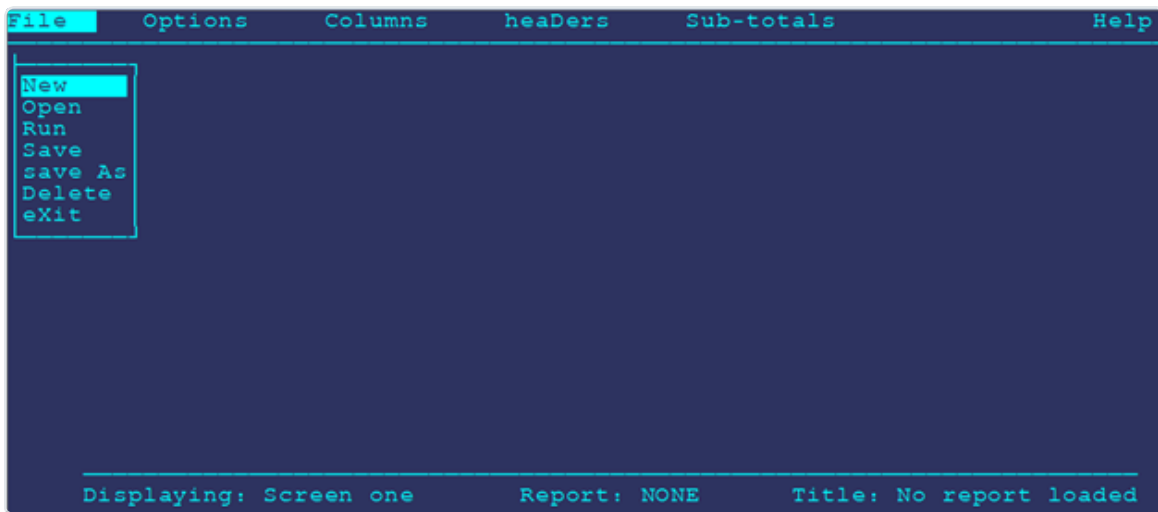 File Options Columns heaDers Sub-totals Help
New
Open
Run
Save
save As
Delete
eXit
Displaying: Screen one Report: NONE Title: No report loaded